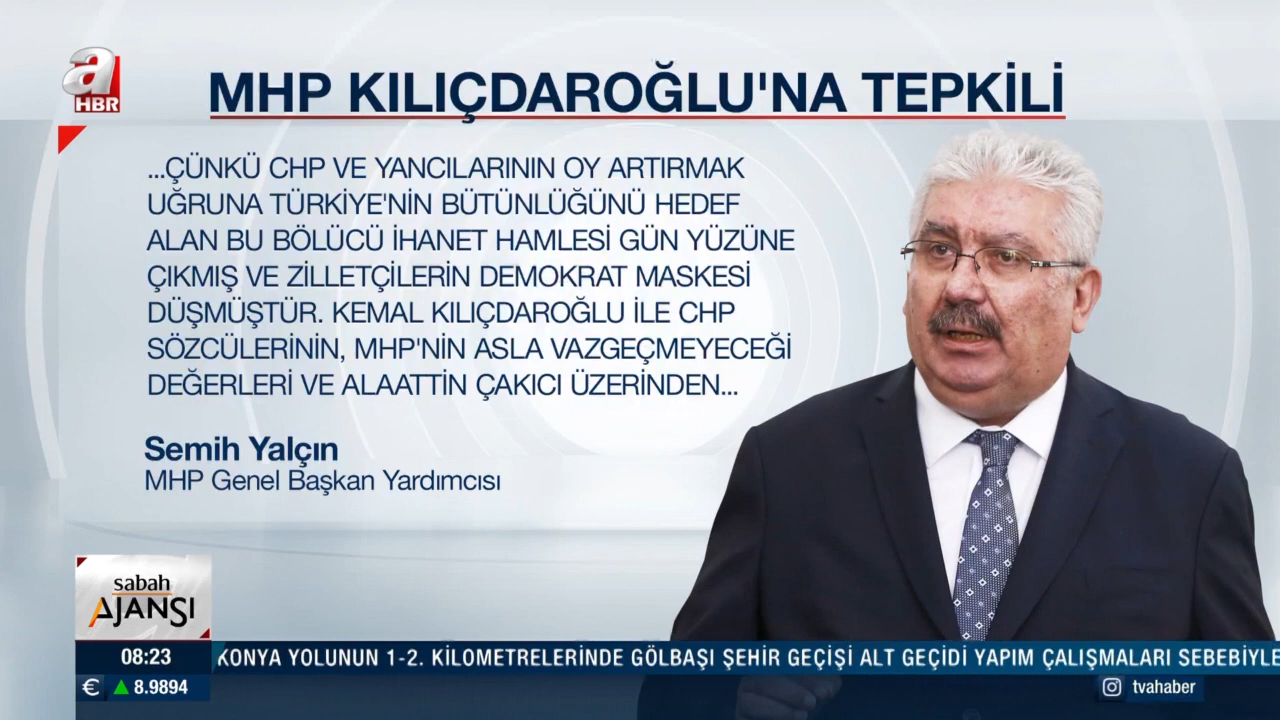 a
HBR
MHP KILIÇDAROĞLU'NA TEPKİLİ
...ÇÜNKÜ CHP VE YANCILARININ OY ARTIRMAK
UĞRUNA TÜRKİYE'NİN BÜTÜNLÜĞÜNÜ HEDEF
ALAN BU BÖLÜCÜ İHANET HAMLESİ GÜN YÜZÜNE
ÇIKMIŞ VE ZİLLETÇİLERİN DEMOKRAT MASKESİ
DÜŞMÜŞTÜR. KEMAL KILIÇDAROĞLU İLE CHP
SÖZCÜLERİNİN, MHP'NİN ASLA VAZGEÇMEYECEĞİ
DEĞERLERİ VE ALAATTİN ÇAKICI ÜZERİNDEN...
Semih Yalçın
MHP Genel Başkan Yardımcısı
sabah
AJANSI
08:23
KONYA YOLUNUN 1-2. KİLOMETRELERİNDE GÖLBAŞI ŞEHİR GEÇİŞİ ALT GEÇİDİ YAPIM ÇALIŞMALARI SEBEBİYLE
€ ▲ 8.9894
tvahaber